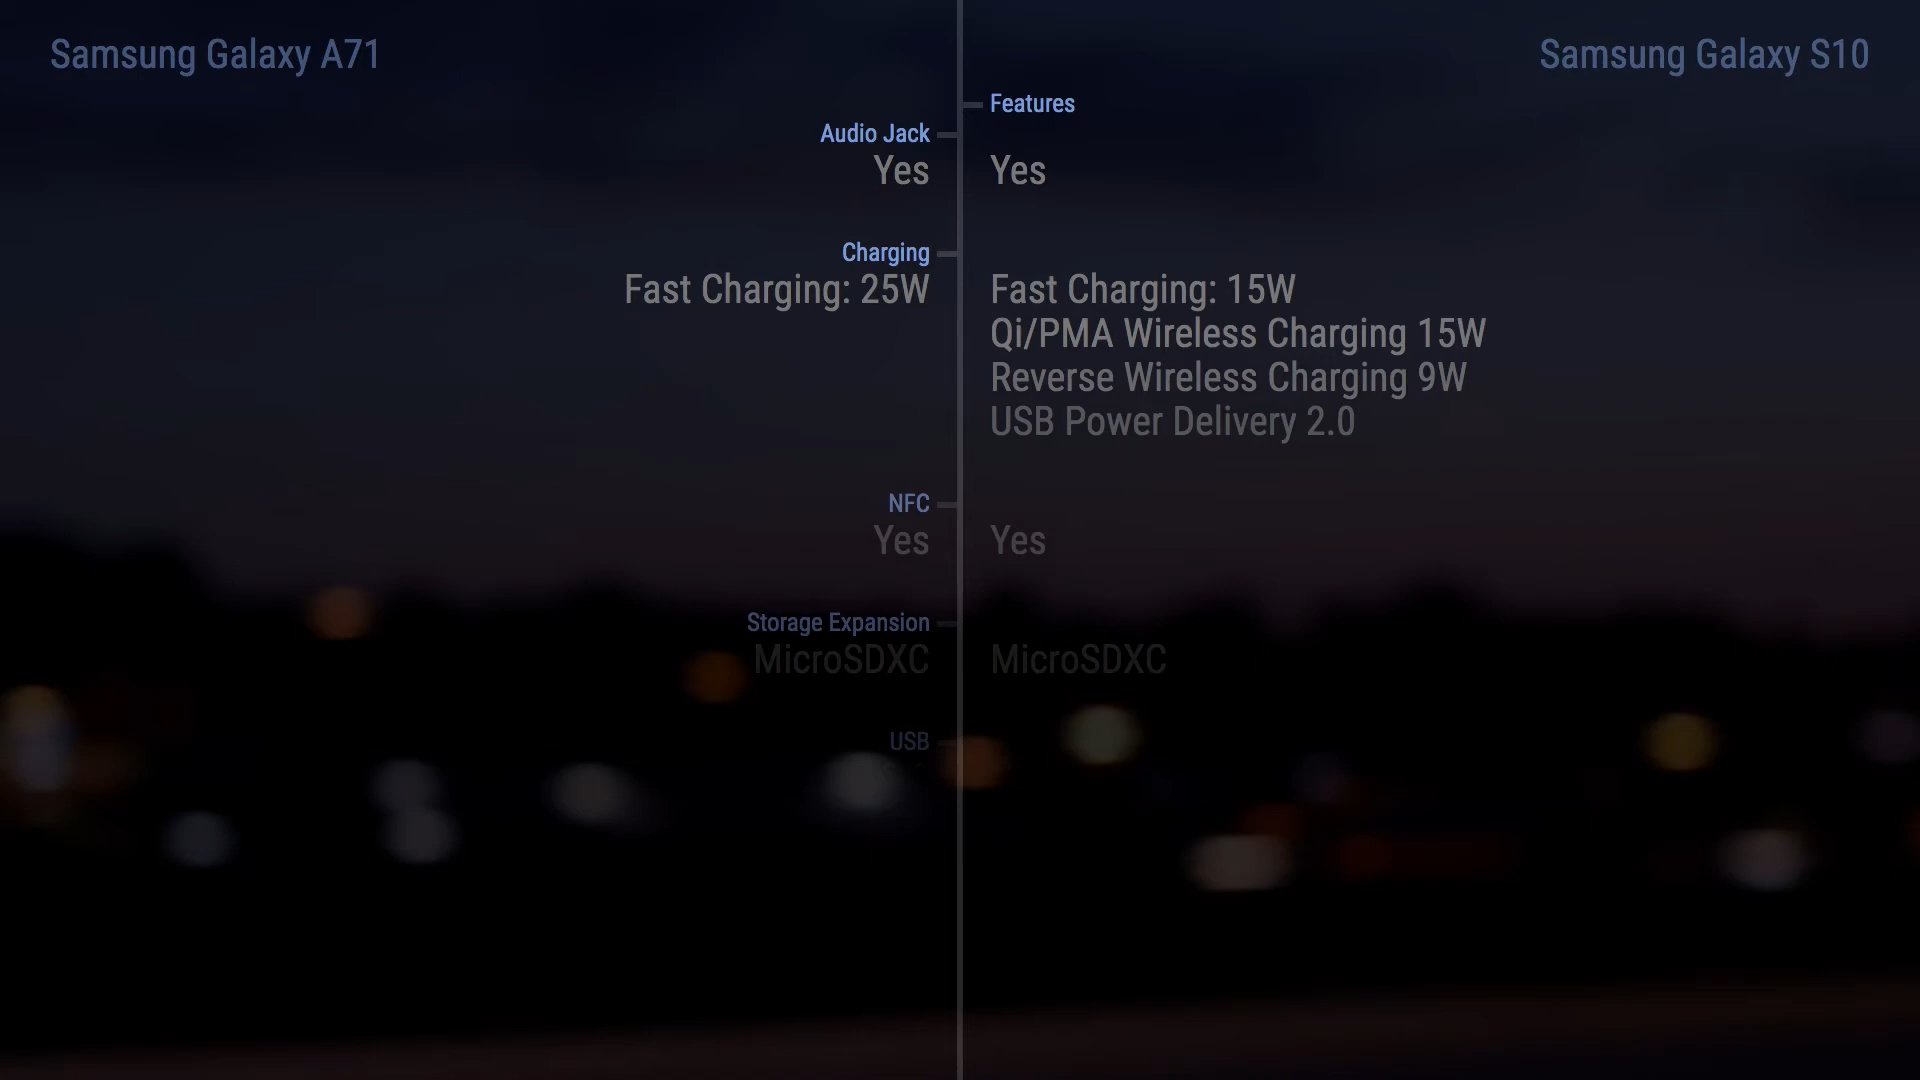 Samsung Galaxy A71
Samsung Galaxy S10
Features
Audio Jack
Yes
Yes
Charging
Fast Charging: 25W
Fast Charging: 15W
Qi/PMA Wireless Charging 15W
Reverse Wireless Charging 9W
USB Power Delivery 2.0
NFC
Yes
Yes
Storage Expansion
MicroSDXC
MicroSDXC
USB